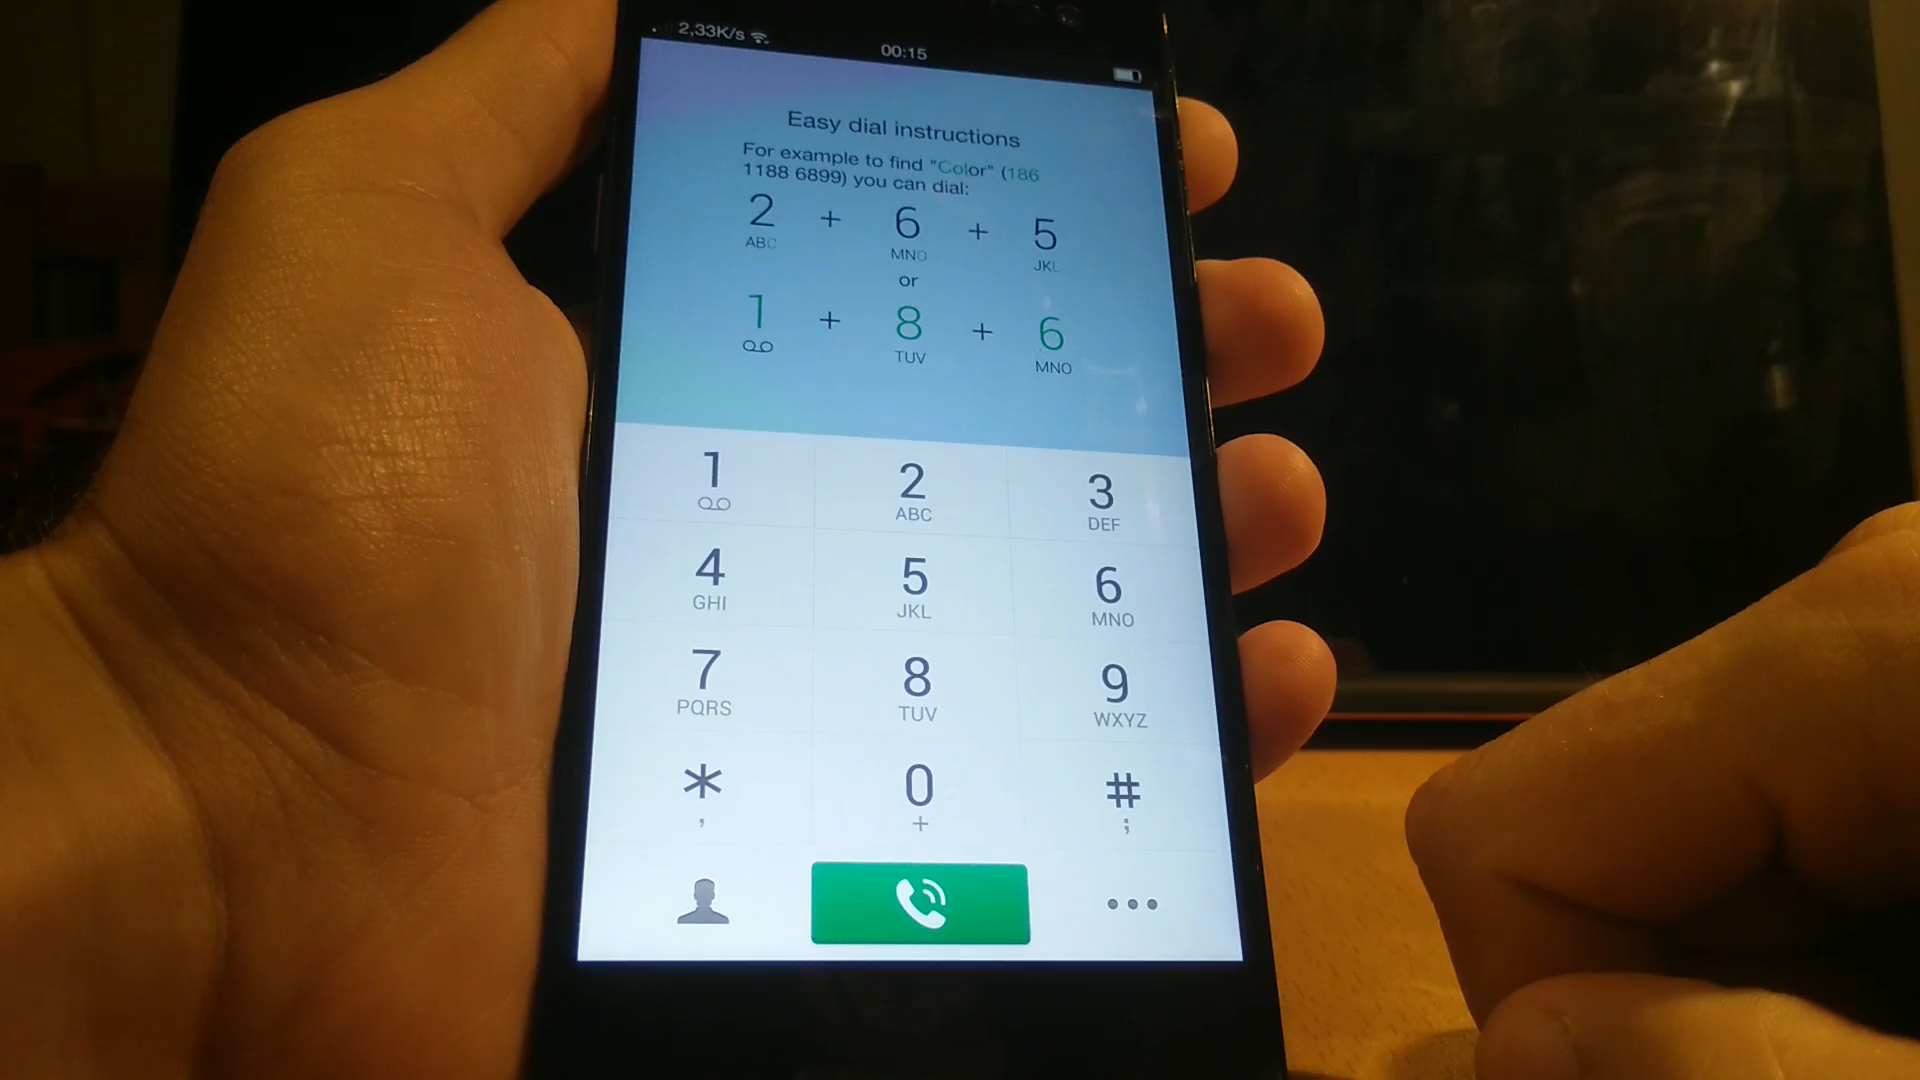 2,33K/s
00:15
Easy dial instructions
For example to find "Color" (186
1188 6899) you can dial:
2 + 6 + 5
ABC MNO JKL
or
1 + 8 + 6
TUV MNO
1 2 3
ABC DEF
4 5 6
GHI JKL MNO
7 8 9
PQRS TUV WXYZ
* 0 #
, + ;